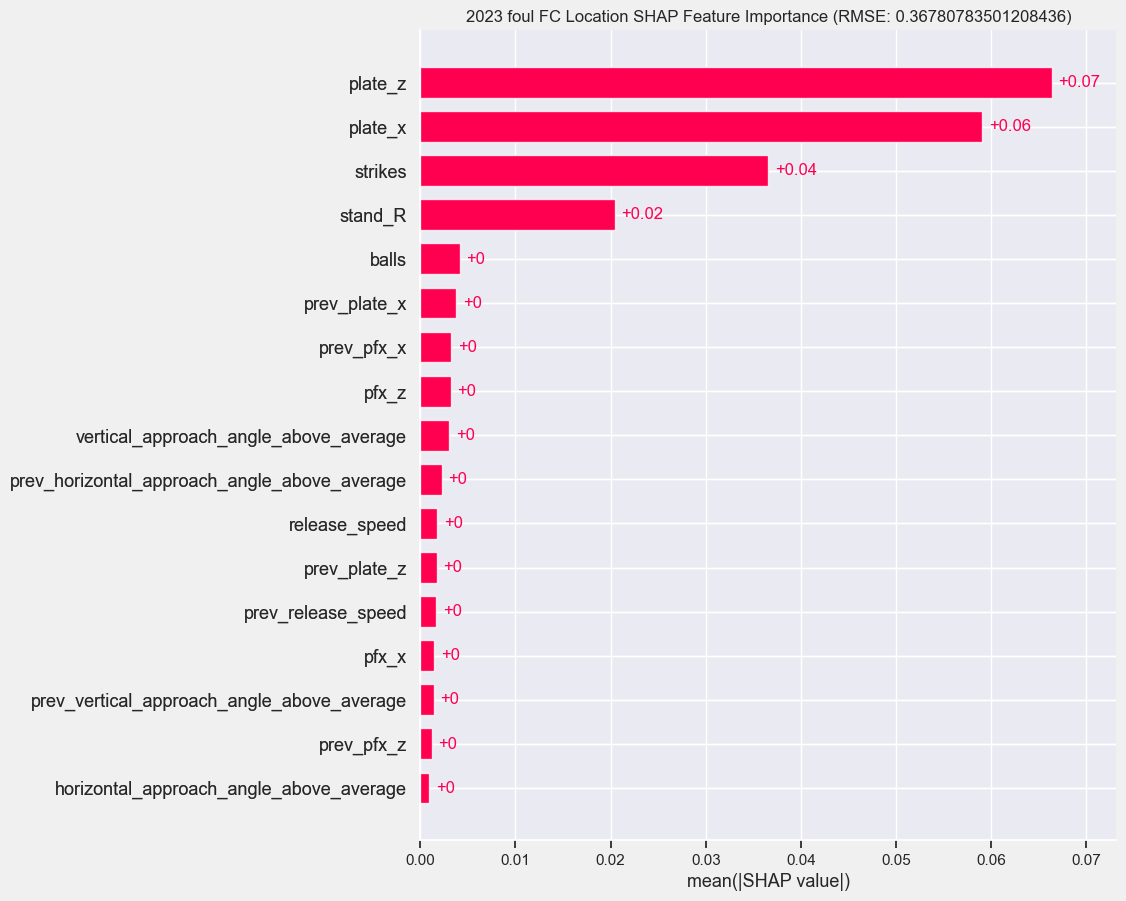 2023 foul FC Location SHAP Feature Importance (RMSE: 0.36780783501208436)
plate_z +0.07
plate_x +0.06
strikes +0.04
stand_R +0.02
balls +0
prev_plate_x +0
prev_pfx_x +0
pfx_z +0
vertical_approach_angle_above_average +0
prev_horizontal_approach_angle_above_average +0
release_speed +0
prev_plate_z +0
prev_release_speed +0
pfx_x +0
prev_vertical_approach_angle_above_average +0
prev_pfx_z +0
horizontal_approach_angle_above_average +0
0.00 0.01 0.02 0.03 0.04 0.05 0.06 0.07
mean(|SHAP value|)